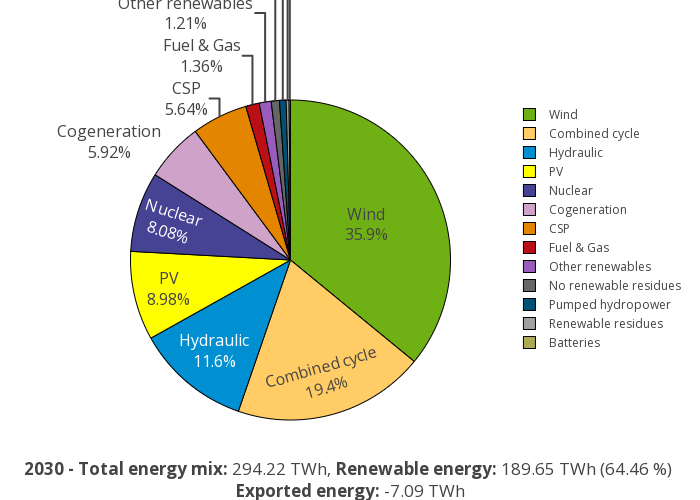 Other renewables
1.21%
Fuel & Gas
1.36%
CSP
5.64%
Cogeneration
5.92%
Nuclear
8.08%
PV
8.98%
Hydraulic
11.6%
Combined cycle
19.4%
Wind
35.9%
Wind
Combined cycle
Hydraulic
PV
Nuclear
Cogeneration
CSP
Fuel & Gas
Other renewables
No renewable residues
Pumped hydropower
Renewable residues
Batteries
2030 - Total energy mix: 294.22 TWh, Renewable energy: 189.65 TWh (64.46 %)
Exported energy: -7.09 TWh